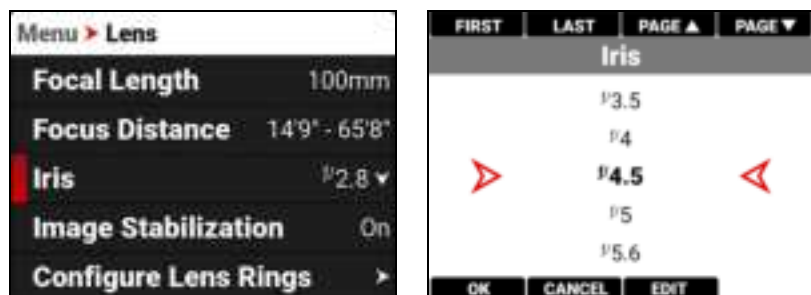 Menu > Lens
Focal Length 100mm
Focus Distance 14'9" - 65'8"
Iris f/2.8
Image Stabilization On
Configure Lens Rings >
FIRST LAST PAGE ▲ PAGE ▼
Iris
f/3.5
f/4
f/4.5
f/5
f/5.6
OK CANCEL EDIT